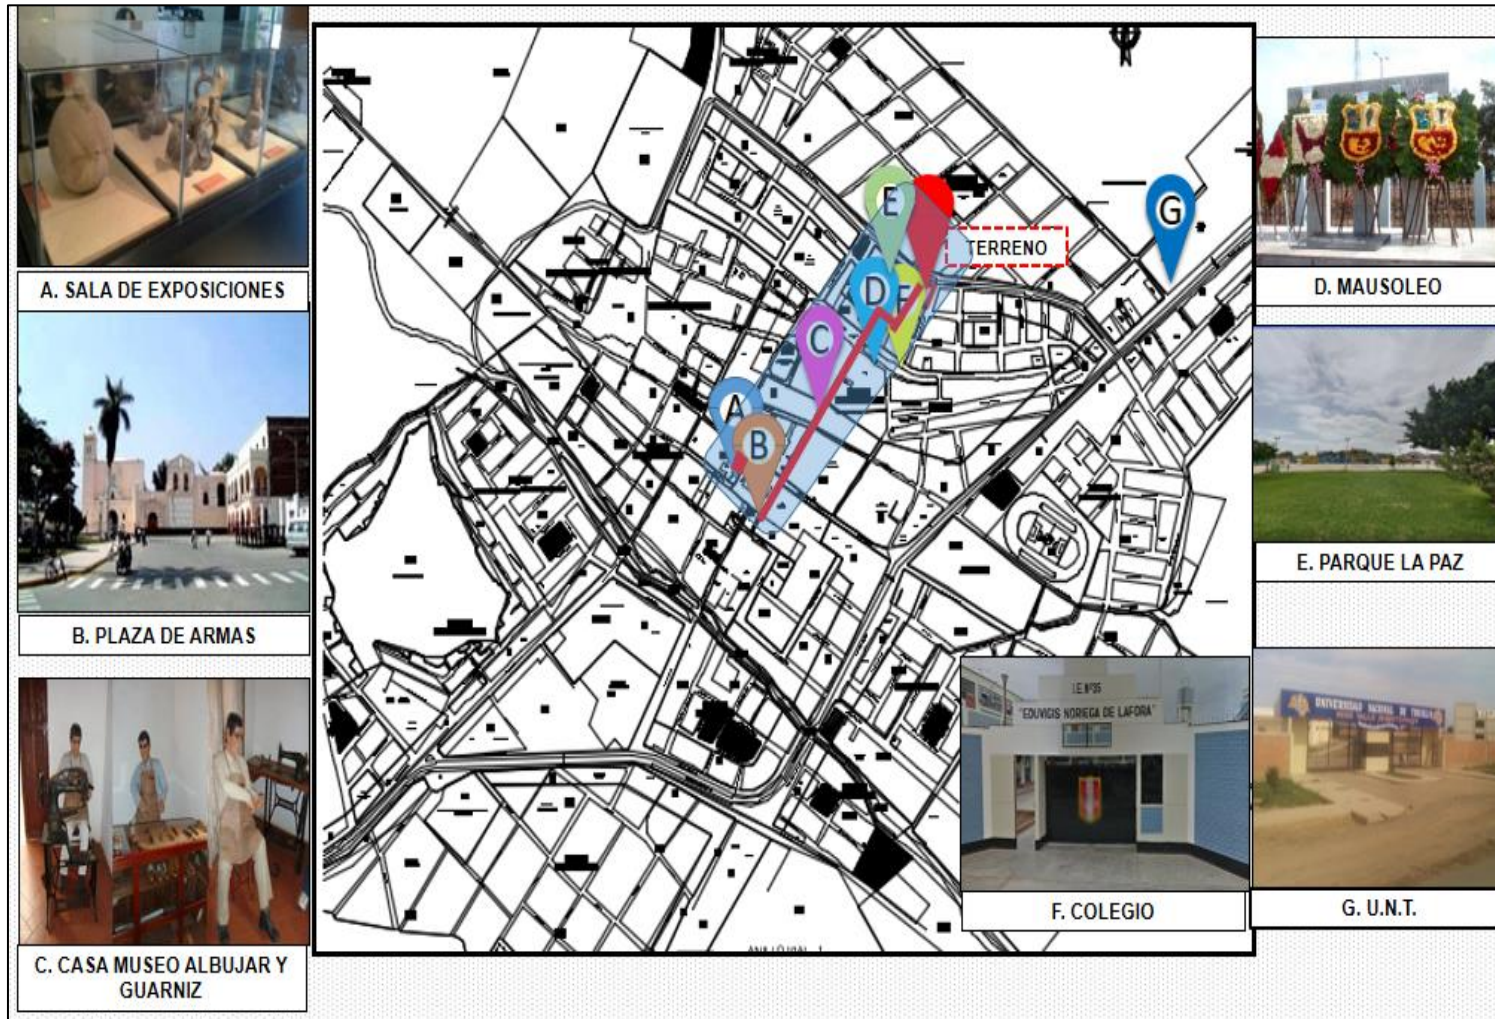 A. SALA DE EXPOSICIONES
B. PLAZA DE ARMAS
C. CASA MUSEO ALBUJAR Y
GUARNIZ
E
G
TERRENO
D
F
C
A
B
D. MAUSOLEO
E. PARQUE LA PAZ
I.E. Nº35
"EDUVIGIS NORIEGA DE LAFORA"
F. COLEGIO
UNIVERSIDAD NACIONAL DE TRUJILLO
G. U.N.T.